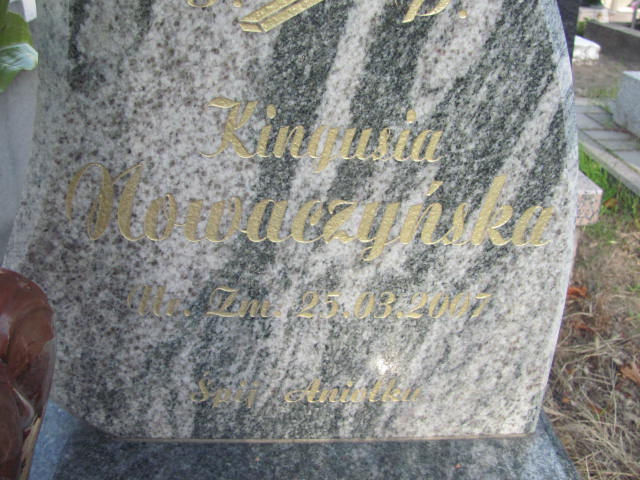 Ś. P.
Kingusia
Nowaczyńska
Ur. Zm. 25.03.2007
Śpij Aniołku